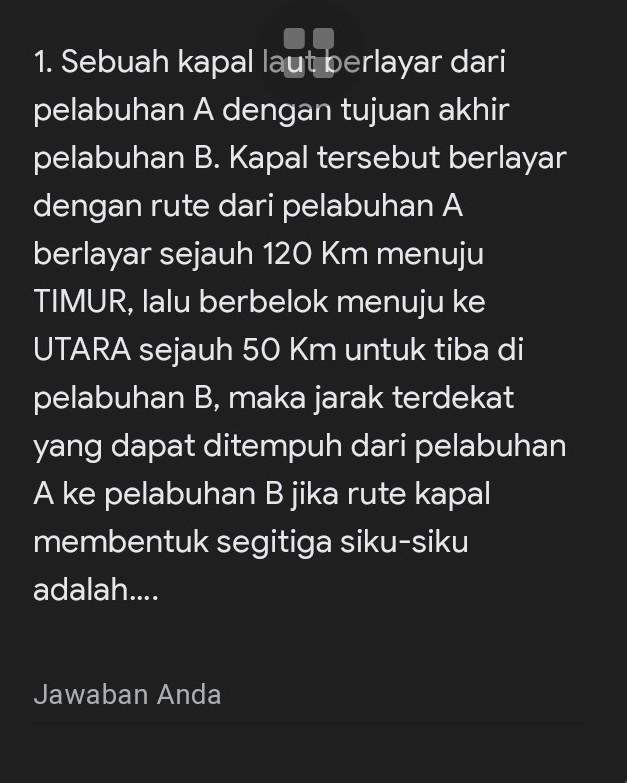 1. Sebuah kapal laut berlayar dari
pelabuhan A dengan tujuan akhir
pelabuhan B. Kapal tersebut berlayar
dengan rute dari pelabuhan A
berlayar sejauh 120 Km menuju
TIMUR, lalu berbelok menuju ke
UTARA sejauh 50 Km untuk tiba di
pelabuhan B, maka jarak terdekat
yang dapat ditempuh dari pelabuhan
A ke pelabuhan B jika rute kapal
membentuk segitiga siku-siku
adalah....
Jawaban Anda